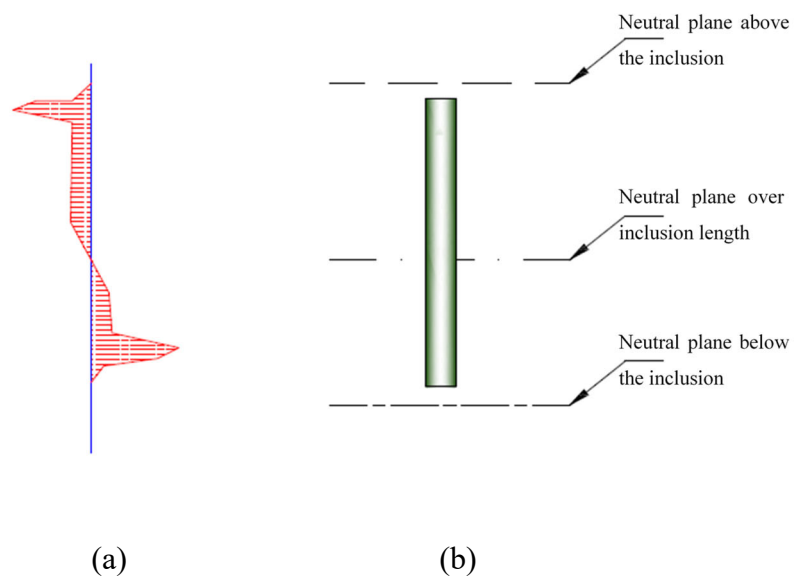 Neutral plane above
the inclusion
Neutral plane over
inclusion length
Neutral plane below
the inclusion
(a)
(b)